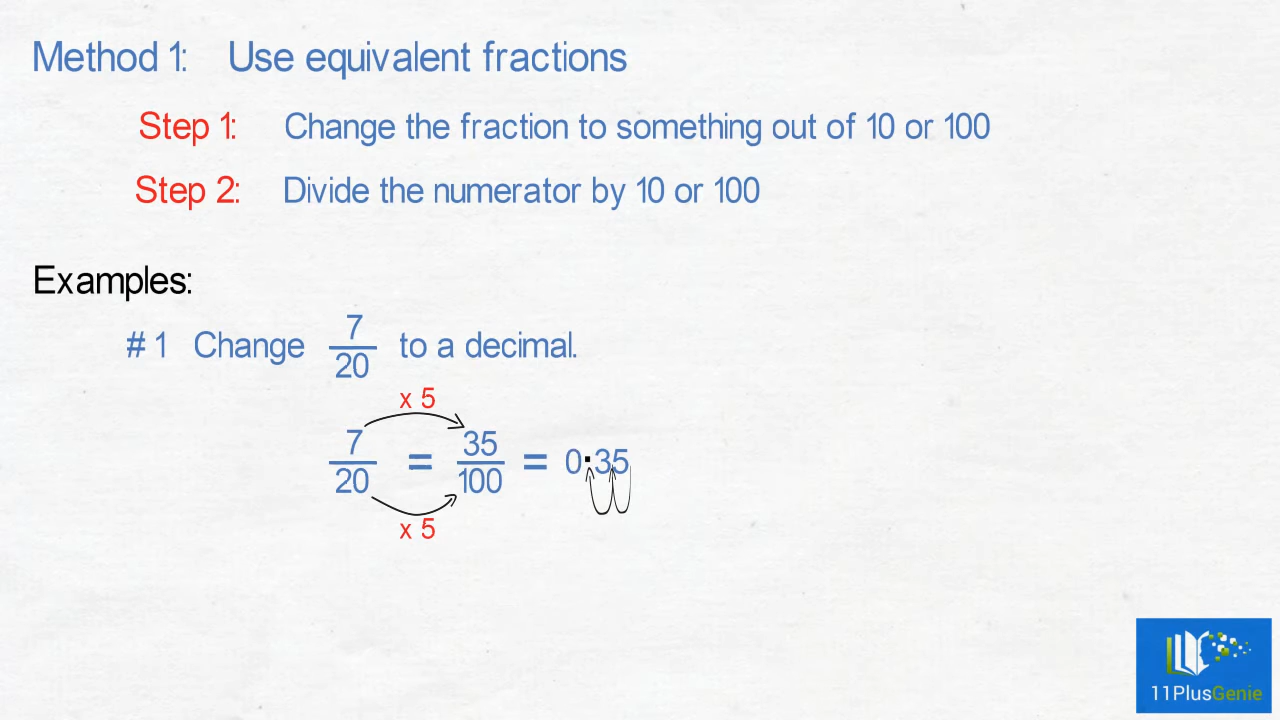 Method 1: Use equivalent fractions
Step 1: Change the fraction to something out of 10 or 100
Step 2: Divide the numerator by 10 or 100
Examples:
# 1 Change 7/20 to a decimal.
x 5
7/20 = 35/100 = 0·35
x 5
11PlusGenie